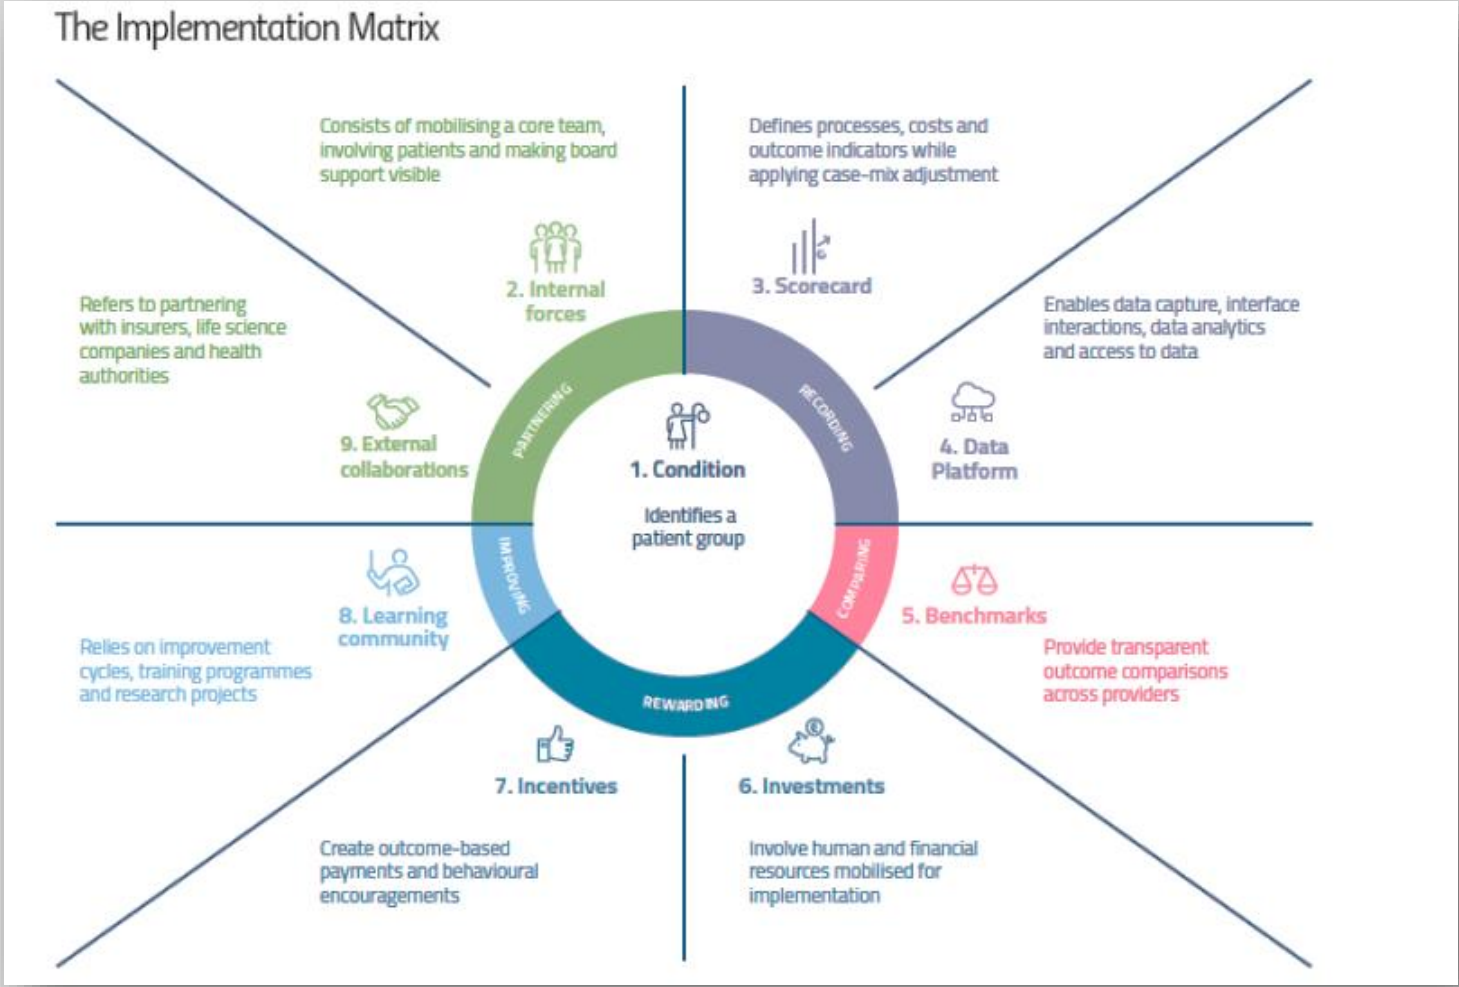 The Implementation Matrix
Consists of mobilising a core team,
involving patients and making board
support visible
2. Internal
forces
Defines processes, costs and
outcome indicators while
applying case-mix adjustment
3. Scorecard
Refers to partnering
with insurers, life science
companies and health
authorities
9. External
collaborations
Enables data capture, interface
interactions, data analytics
and access to data
4. Data
Platform
PARTNERING
RECORDING
1. Condition
Identifies a
patient group
IMPROVING
COMPARING
8. Learning
community
Relies on improvement
cycles, training programmes
and research projects
5. Benchmarks
Provide transparent
outcome comparisons
across providers
REWARDING
7. Incentives
Create outcome-based
payments and behavioural
encouragements
6. Investments
Involve human and financial
resources mobilised for
implementation